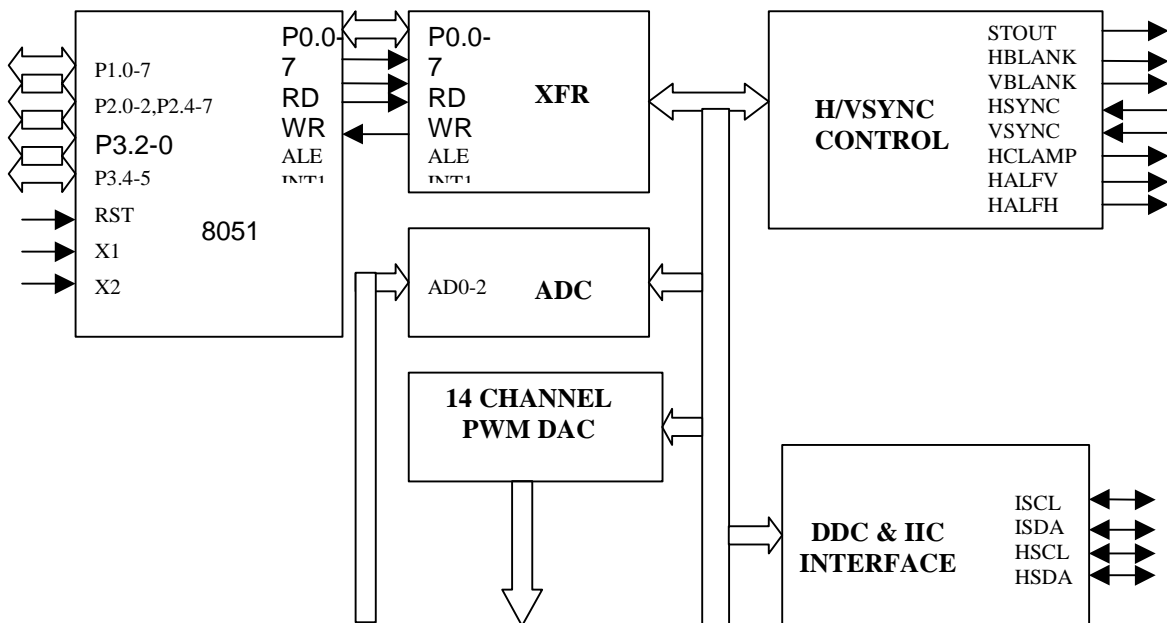 P1.0-7
P2.0-2,P2.4-7
P3.2-0
P3.4-5
RST
X1
X2
8051
P0.0-
7
RD
WR
ALE
INT1
P0.0-
7
RD
WR
ALE
INT1
XFR
H/VSYNC
CONTROL
STOUT
HBLANK
VBLANK
HSYNC
VSYNC
HCLAMP
HALFV
HALFH
AD0-2
ADC
14 CHANNEL
PWM DAC
DDC & IIC
INTERFACE
ISCL
ISDA
HSCL
HSDA